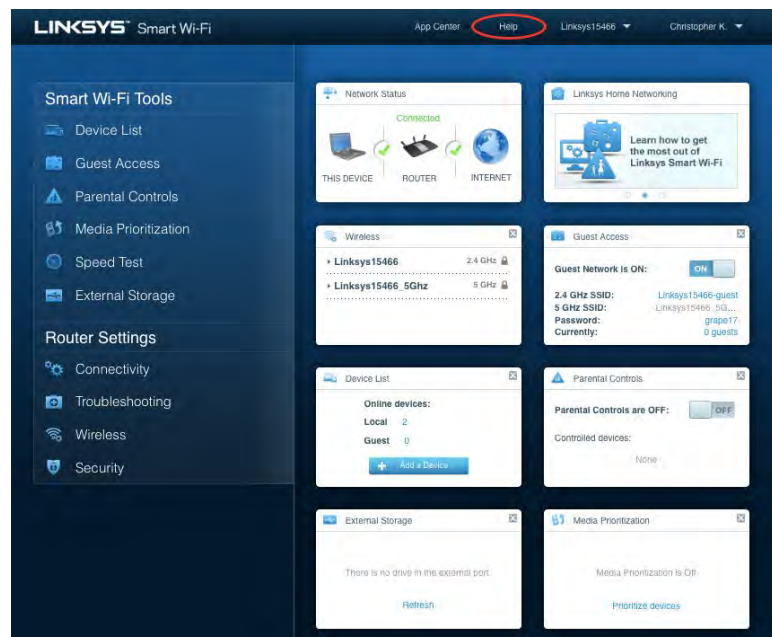 LINKSYS Smart Wi-Fi
App Center
Help
Linksys15466
Christopher K.
Smart Wi-Fi Tools
Device List
Guest Access
Parental Controls
Media Prioritization
Speed Test
External Storage
Router Settings
Connectivity
Troubleshooting
Wireless
Security
Network Status
Connected
THIS DEVICE ROUTER INTERNET
Linksys Home Networking
Learn how to get
the most out of
Linksys Smart Wi-Fi
Wireless
Linksys15466 2.4 GHz
Linksys15466_5Ghz 5 GHz
Guest Access
Guest Network is ON: ON
2.4 GHz SSID: Linksys15466-guest
5 GHz SSID: Linksys15466_5G...
Password: grape17
Currently: 0 guests
Device List
Online devices:
Local 2
Guest 0
Add a Device
Parental Controls
Parental Controls are OFF: OFF
Controlled devices:
None
External Storage
There is no drive in the external port.
Refresh
Media Prioritization
Media Prioritization is Off
Prioritize devices